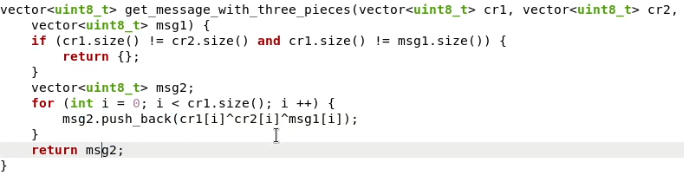 vector<uint8_t> get_message_with_three_pieces(vector<uint8_t> cr1, vector<uint8_t> cr2,
    vector<uint8_t> msg1) {
    if (cr1.size() != cr2.size() and cr1.size() != msg1.size()) {
        return {};
    }
    vector<uint8_t> msg2;
    for (int i = 0; i < cr1.size(); i ++) {
        msg2.push_back(cr1[i]^cr2[i]^msg1[i]);
    }
    return msg2;
}